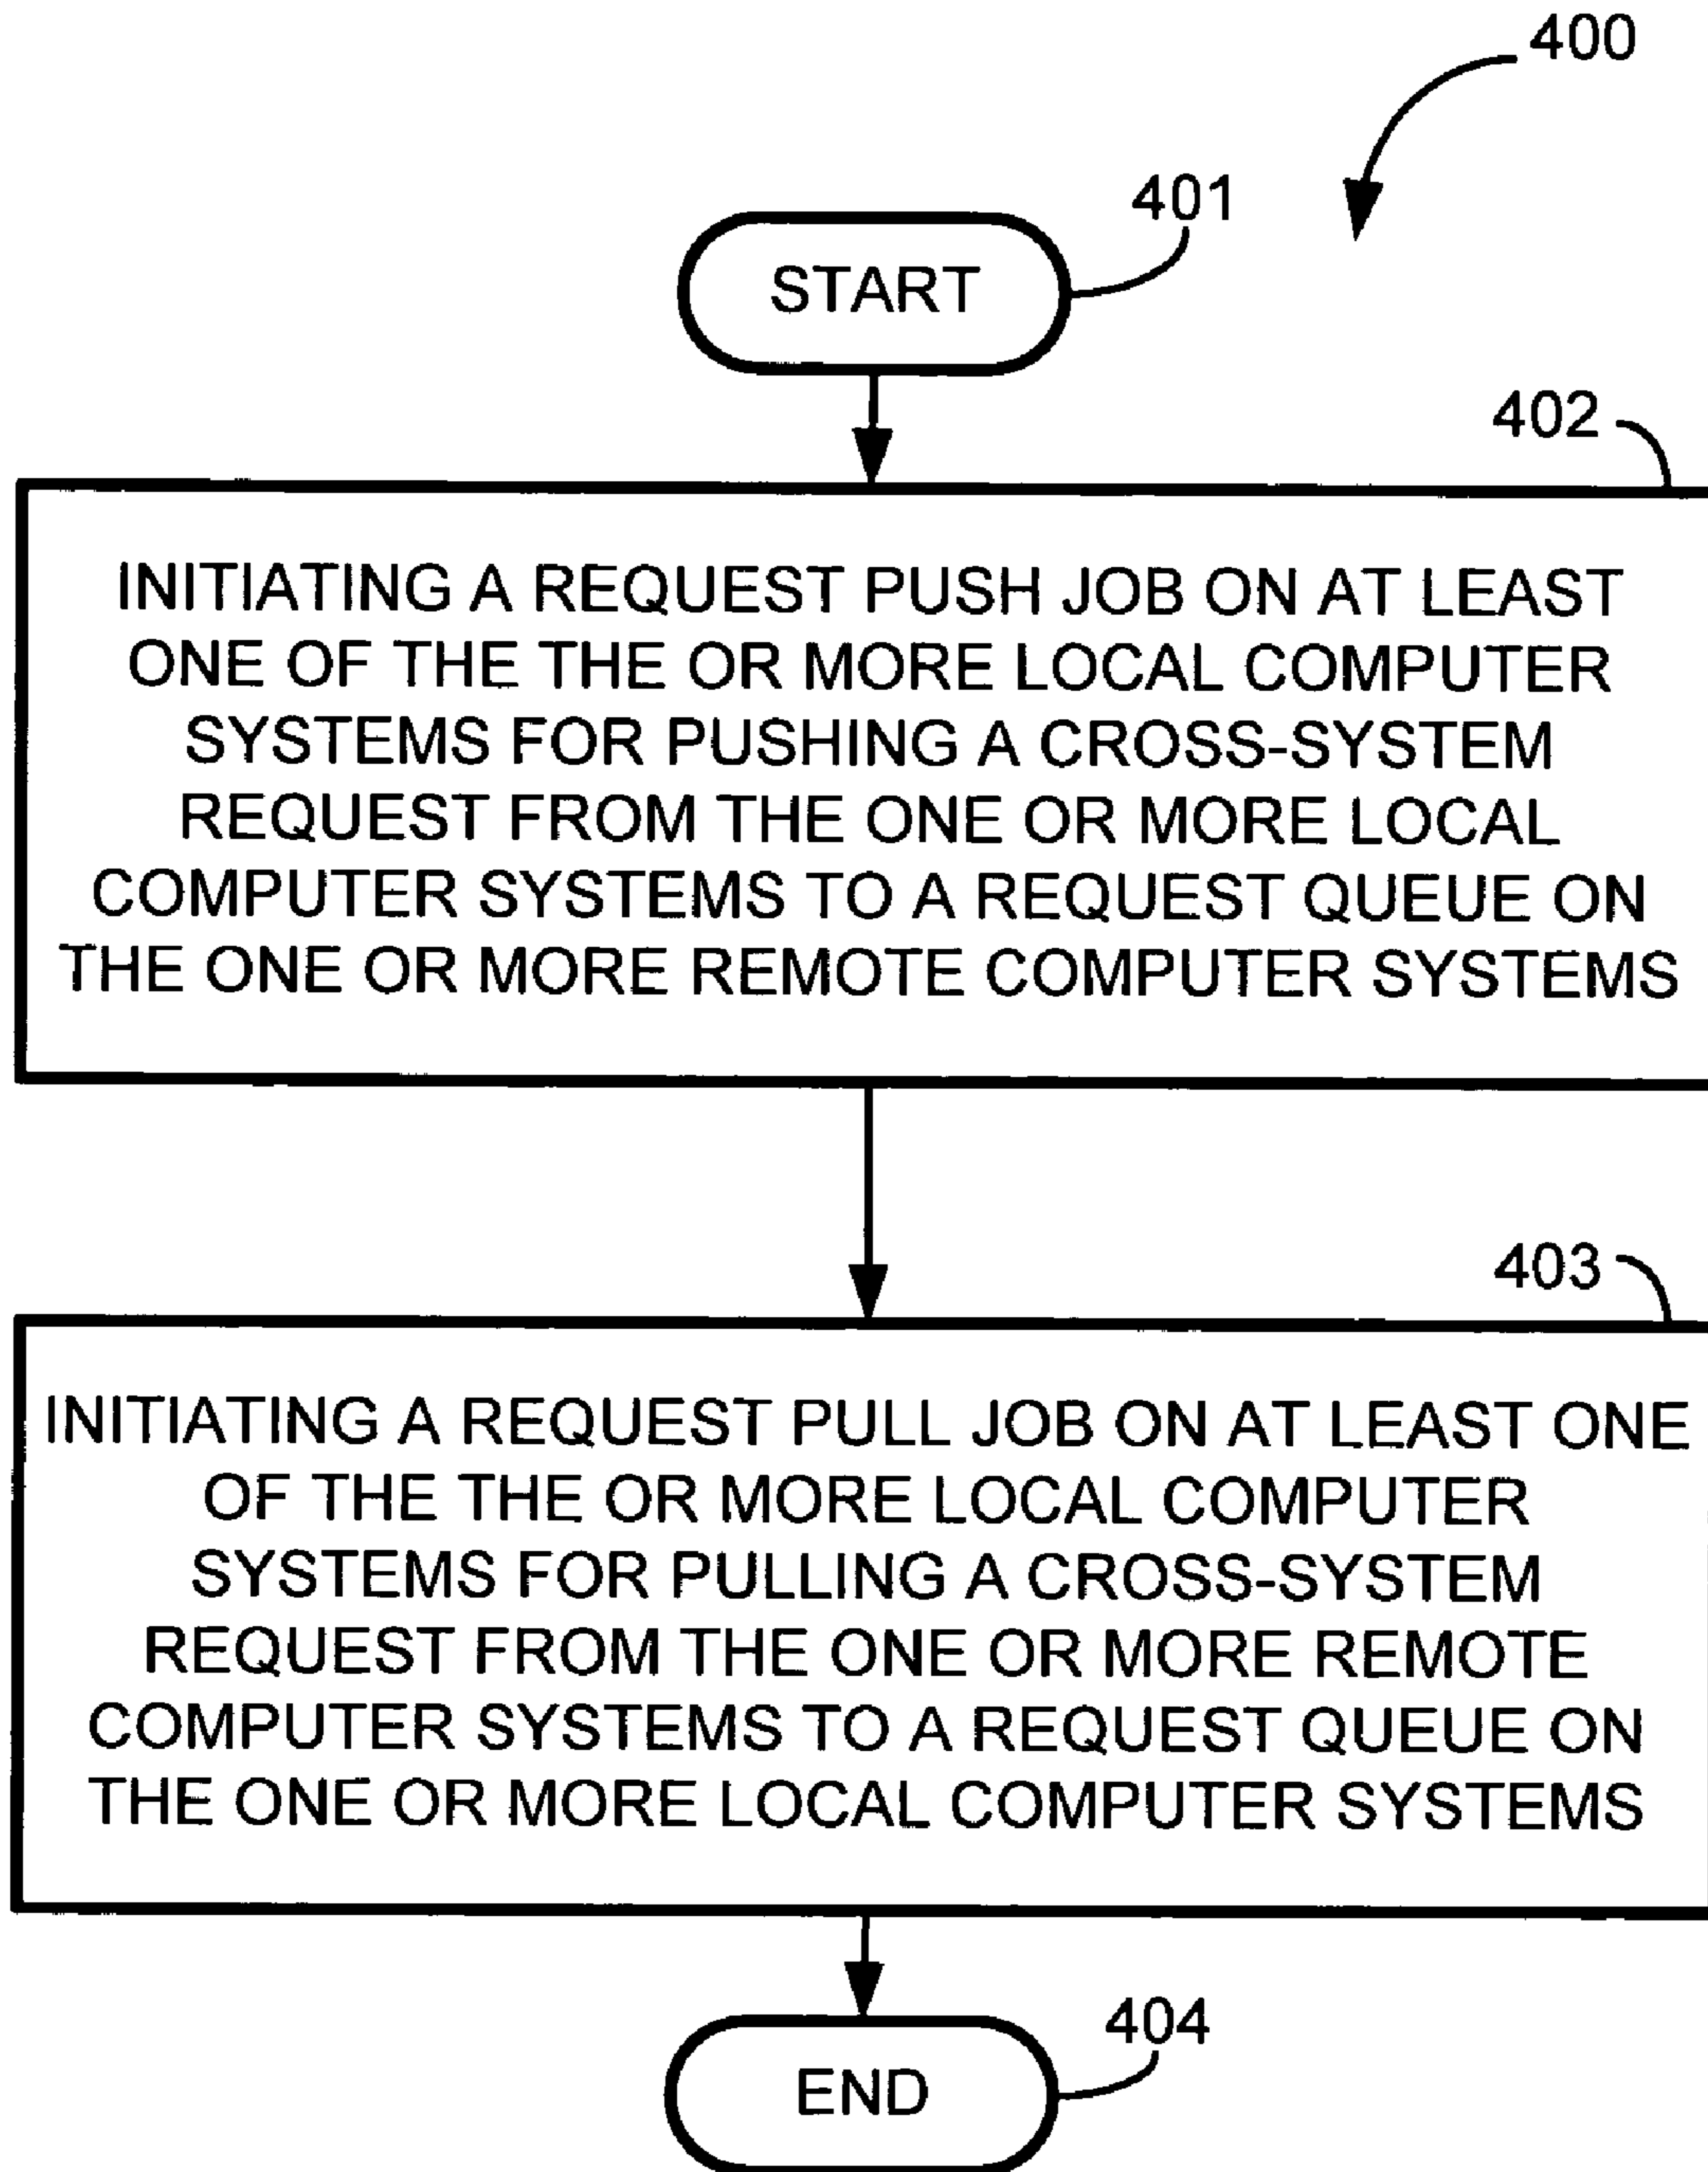 400
401
START
402
INITIATING A REQUEST PUSH JOB ON AT LEAST
ONE OF THE THE OR MORE LOCAL COMPUTER
SYSTEMS FOR PUSHING A CROSS-SYSTEM
REQUEST FROM THE ONE OR MORE LOCAL
COMPUTER SYSTEMS TO A REQUEST QUEUE ON
THE ONE OR MORE REMOTE COMPUTER SYSTEMS
403
INITIATING A REQUEST PULL JOB ON AT LEAST ONE
OF THE THE OR MORE LOCAL COMPUTER
SYSTEMS FOR PULLING A CROSS-SYSTEM
REQUEST FROM THE ONE OR MORE REMOTE
COMPUTER SYSTEMS TO A REQUEST QUEUE ON
THE ONE OR MORE LOCAL COMPUTER SYSTEMS
404
END